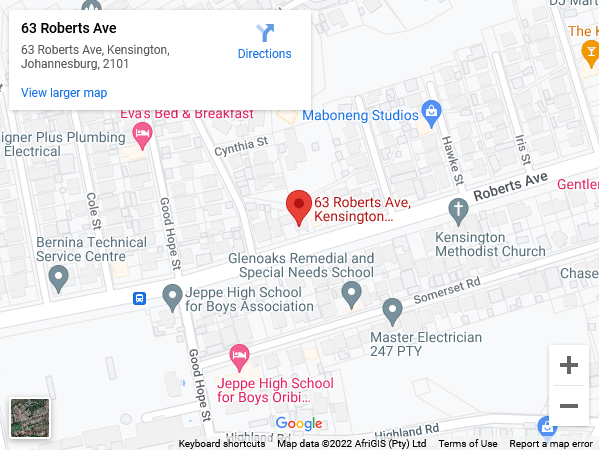 63 Roberts Ave
63 Roberts Ave, Kensington,
Johannesburg, 2101
Directions
View larger map
DJ Mart
The K
Eva's Bed & Breakfast
Maboneng Studios
signer Plus Plumbing
Electrical
Cynthia St
Hawke St
Iris St
Roberts Ave
Gentlem
63 Roberts Ave,
Kensington...
Cole St
Good Hope St
Kensington
Methodist Church
Bernina Technical
Service Centre
Glenoaks Remedial and
Special Needs School
Chase
Jeppe High School
for Boys Association
Somerset Rd
Master Electrician
247 PTY
Good Hope St
Jeppe High School
for Boys Oribi...
Google
Highland Rd
Highland Rd
Keyboard shortcuts
Map data ©2022 AfriGIS (Pty) Ltd
Terms of Use
Report a map error